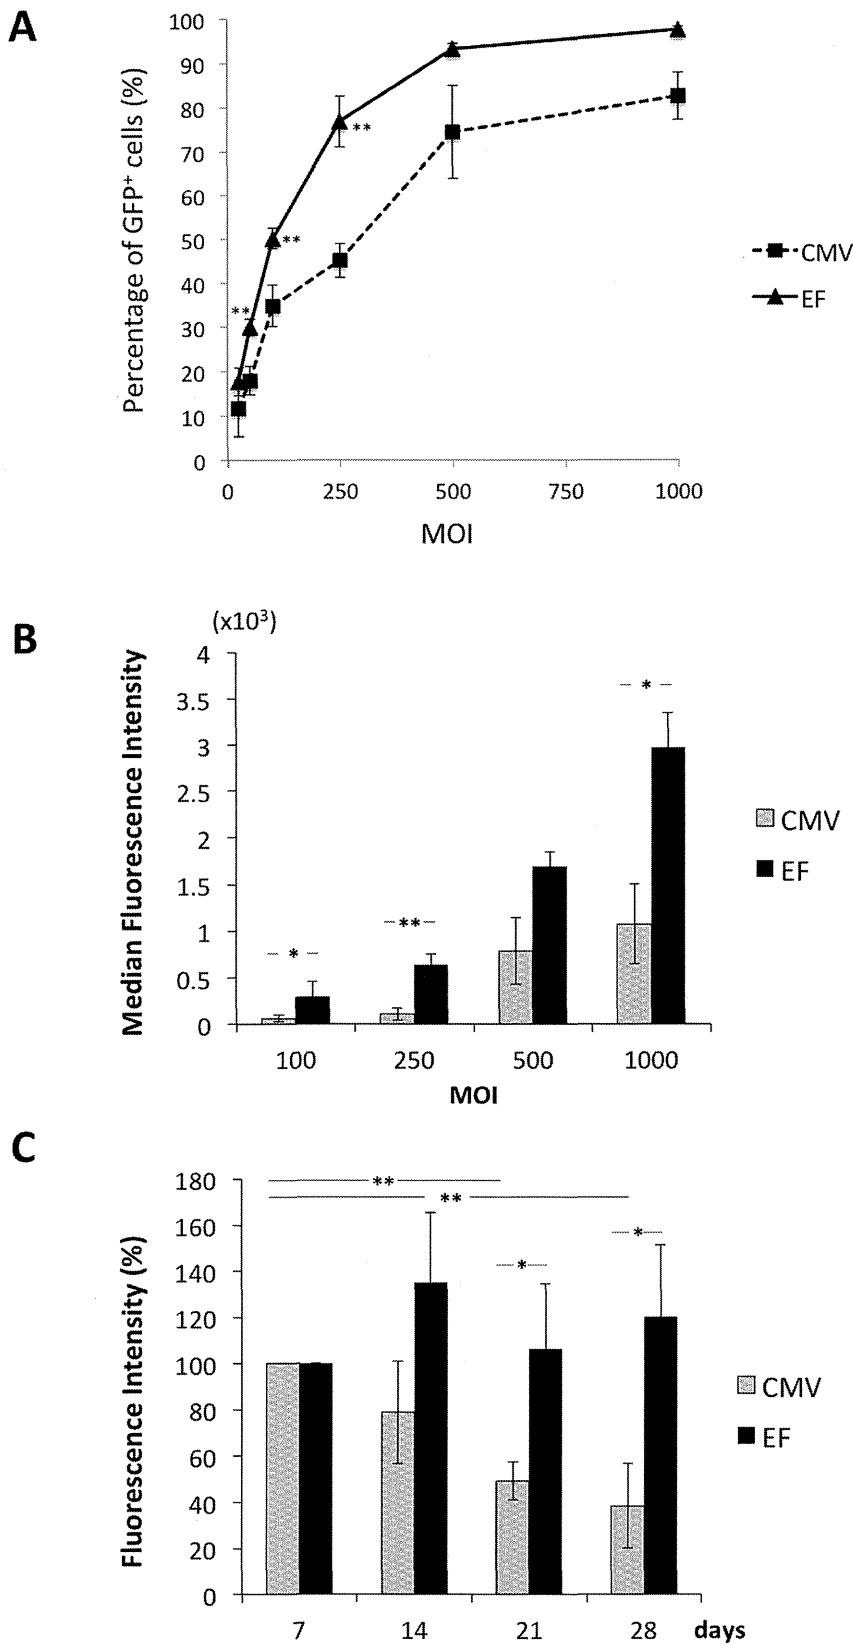 A
Percentage of GFP+ cells (%)
100
90
80
70
60
50
40
30
20
10
0
**
**
**
0 250 500 750 1000
MOI
CMV
EF
B
(x10³)
Median Fluorescence Intensity
4
3.5
3
2.5
2
1.5
1
0.5
0
*
**
*
100 250 500 1000
MOI
CMV
EF
C
Fluorescence Intensity (%)
180
160
140
120
100
80
60
40
20
0
**
**
*
*
7 14 21 28 days
CMV
EF